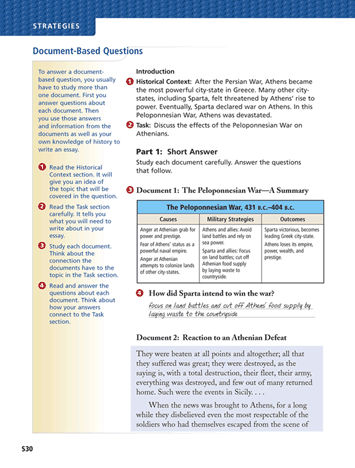 STRATEGIES
Document-Based Questions
To answer a document-
based question, you usually
have to study more than
one document. First you
answer questions about
each document. Then
you use those answers
and information from the
documents as well as your
own knowledge of history to
write an essay.
1 Read the Historical
Context section. It will
give you an idea of
the topic that will be
covered in the question.
2 Read the Task section
carefully. It tells you
what you will need to
write about in your
essay.
3 Study each document.
Think about the
connection the
documents have to the
topic in the Task section.
4 Read and answer the
questions about each
document. Think about
how your answers
connect to the Task
section.
Introduction
1 Historical Context: After the Persian War, Athens became
the most powerful city-state in Greece. Many other city-
states, including Sparta, felt threatened by Athens' rise to
power. Eventually, Sparta declared war on Athens. In this
Peloponnesian War, Athens was devastated.
2 Task: Discuss the effects of the Peloponnesian War on
Athenians.
Part 1: Short Answer
Study each document carefully. Answer the questions
that follow.
3 Document 1: The Peloponnesian War—A Summary
The Peloponnesian War, 431 B.C.–404 B.C.
Causes
Military Strategies
Outcomes
Anger at Athenian grab for
power and prestige.
Fear of Athens' status as a
powerful naval empire.
Anger at Athenian
attempts to colonize lands
of other city-states.
Athens and allies: Avoid
land battles and rely on
sea power.
Sparta and allies: Focus
on land battles; cut off
Athenian food supply
by laying waste to
countryside.
Sparta victorious, becomes
leading Greek city-state.
Athens loses its empire,
power, wealth, and
prestige.
4 How did Sparta intend to win the war?
Focus on land battles and cut off Athens' food supply by
laying waste to the countryside.
Document 2: Reaction to an Athenian Defeat
They were beaten at all points and altogether; all that
they suffered was great; they were destroyed, as the
saying is, with a total destruction, their fleet, their army,
everything was destroyed, and few out of many returned
home. Such were the events in Sicily. . . .
When the news was brought to Athens, for a long
while they disbelieved even the most respectable of the
soldiers who had themselves escaped from the scene of
530